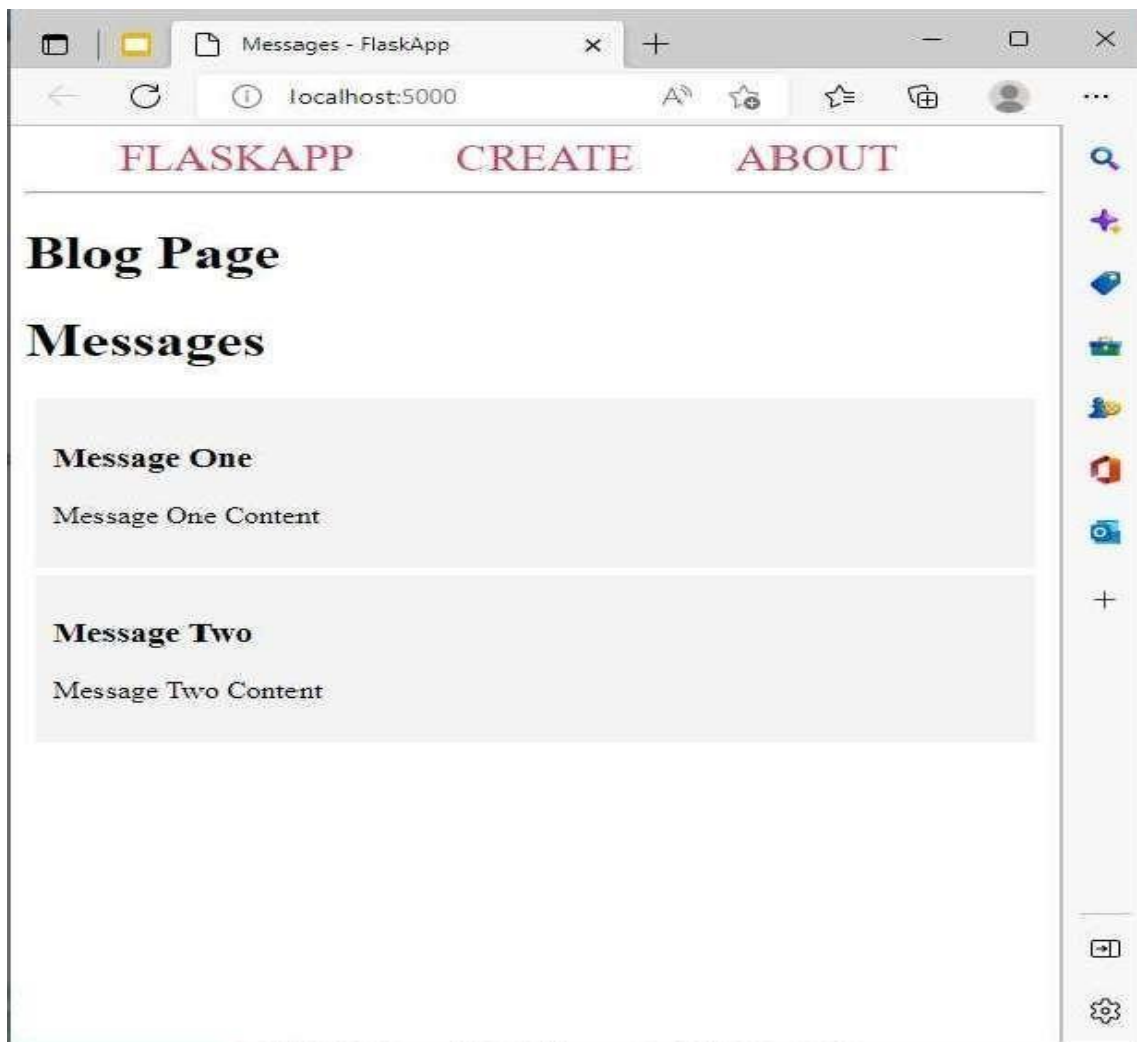 Messages - FlaskApp
localhost:5000
FLASKAPP CREATE ABOUT
Blog Page
Messages
Message One
Message One Content
Message Two
Message Two Content